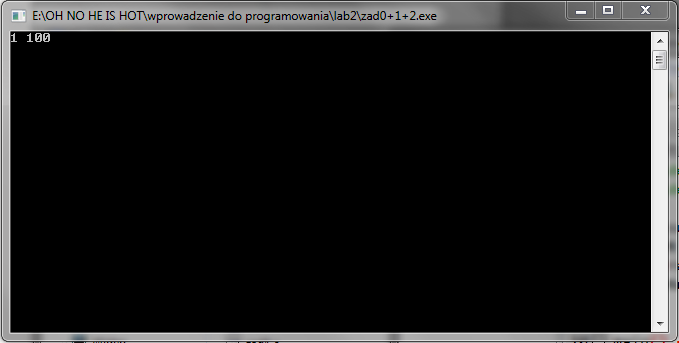 E:\OH NO HE IS HOT\wprowadzenie do programowania\lab2\zad0+1+2.exe
1 100